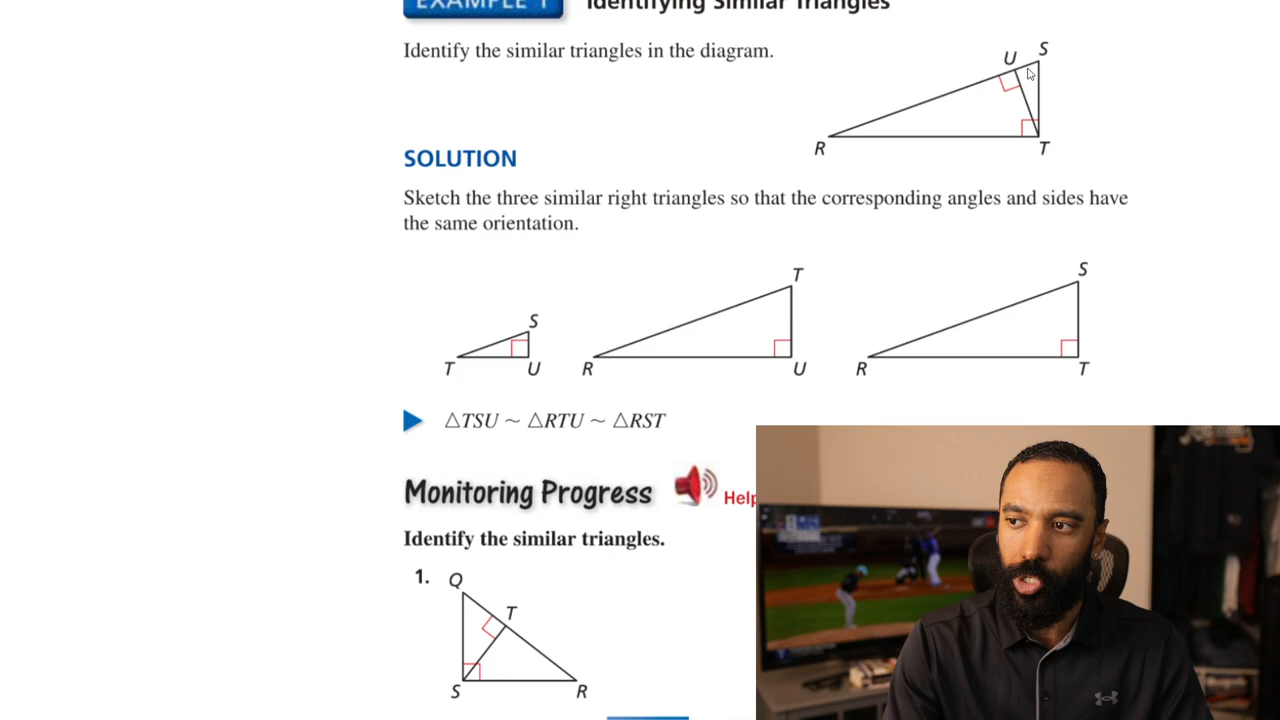 EXAMPLE 1 Identifying Similar Triangles
Identify the similar triangles in the diagram.
U S
R T
SOLUTION
Sketch the three similar right triangles so that the corresponding angles and sides have
the same orientation.
T S
S
T U R U R T
△TSU ~ △RTU ~ △RST
Monitoring Progress Help
Identify the similar triangles.
1. Q
T
S R